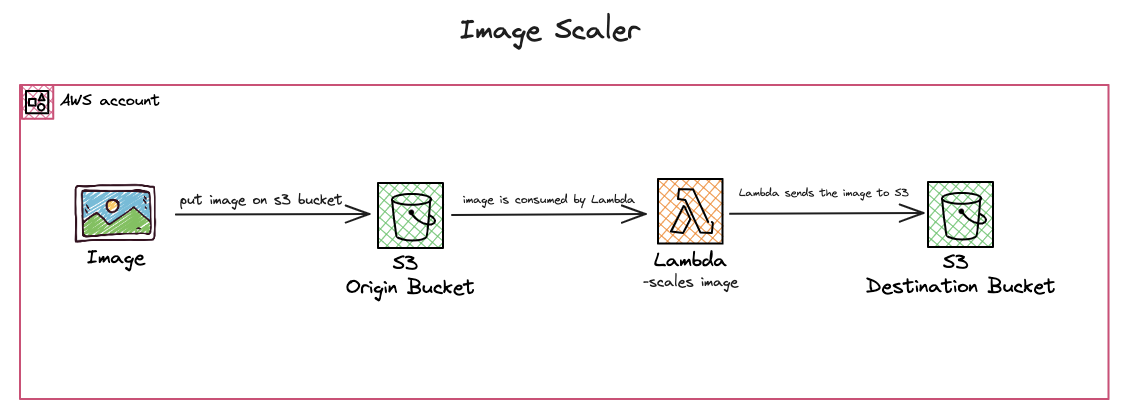 Image Scaler
AWS account
put image on s3 bucket
image is consumed by Lambda
Lambda sends the image to S3
Image
S3
Origin Bucket
Lambda
-scales image
S3
Destination Bucket